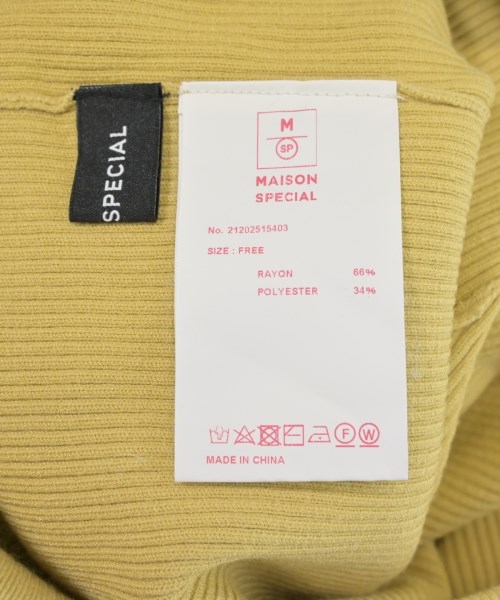 SPECIAL
M
SP
MAISON
SPECIAL
No. 21202515403
SIZE : FREE
RAYON 66%
POLYESTER 34%
F W
MADE IN CHINA